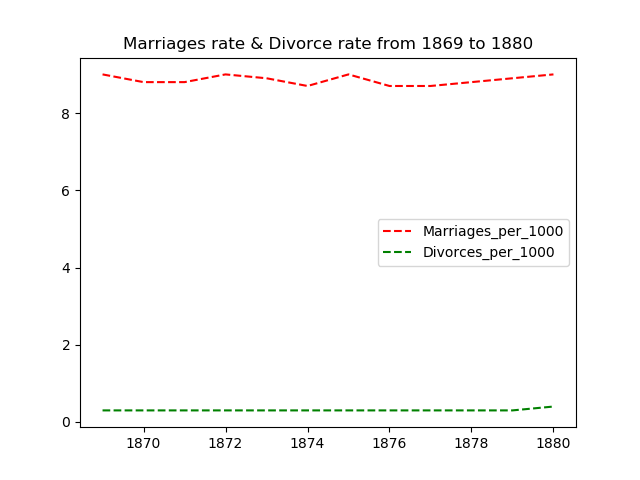 Marriages rate & Divorce rate from 1869 to 1880
8
6
4
2
0
Marriages_per_1000
Divorces_per_1000
1870 1872 1874 1876 1878 1880